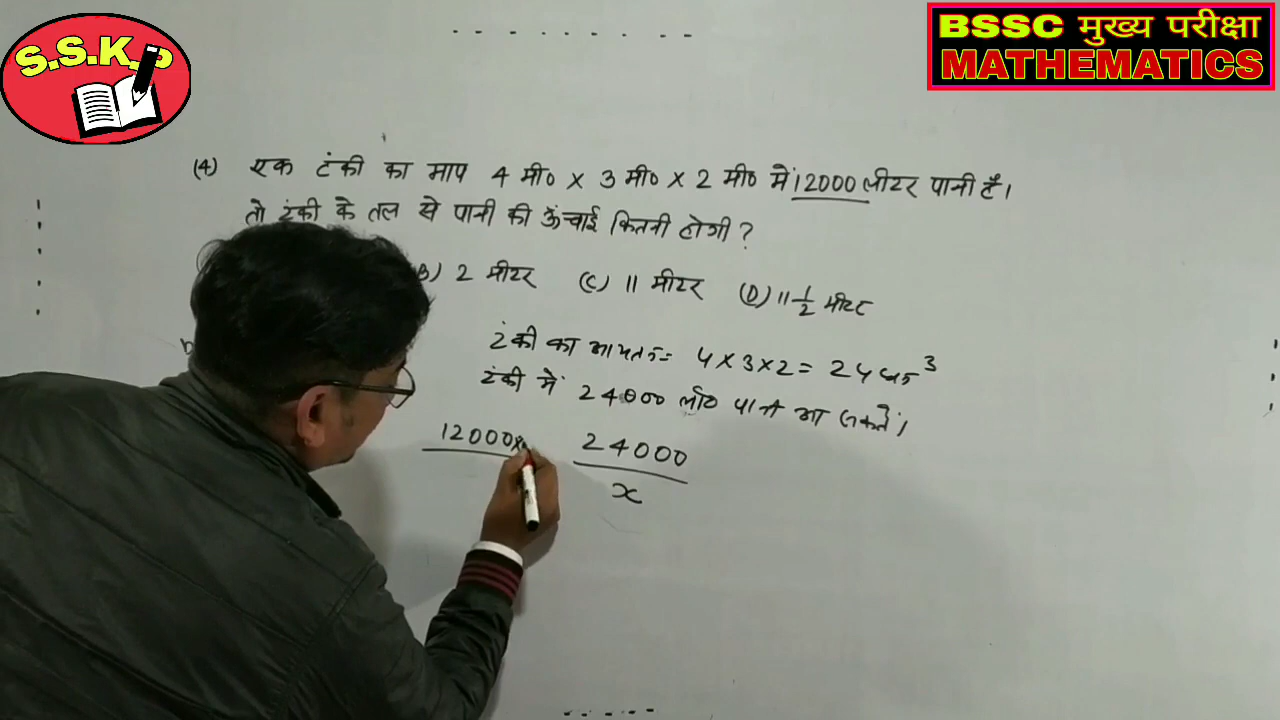 S.S.K.P
BSSC मुख्य परीक्षा
MATHEMATICS
(4) एक टंकी का माप 4 मी० × 3 मी० × 2 मी० में 12000 लीटर पानी है।
तो टंकी के तल से पानी की ऊँचाई कितनी होगी ?
B) 2 मीटर (C) 11 मीटर (D) 11 1/2 मीटर
टंकी का आयतन = 4 × 3 × 2 = 24 3
टंकी में 24000 ली० पानी आ सकते।
12000× 24000
x